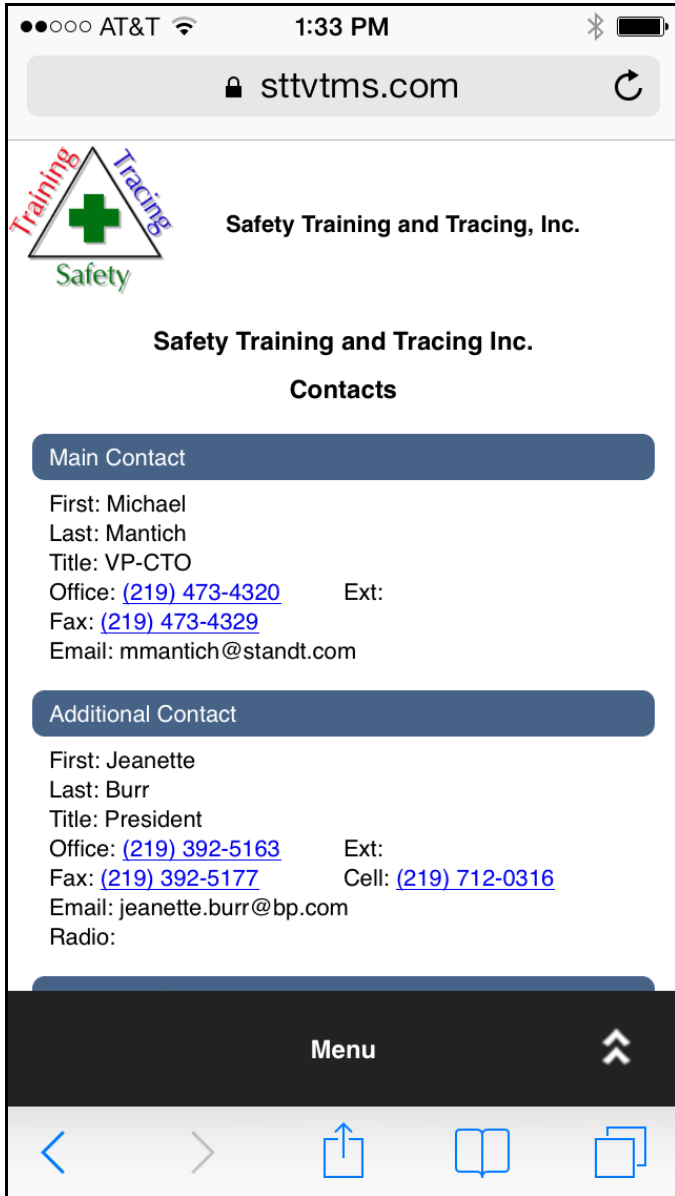 AT&T 1:33 PM
sttvtms.com
Training
Tracing
Safety
Safety Training and Tracing, Inc.
Safety Training and Tracing Inc.
Contacts
Main Contact
First: Michael
Last: Mantich
Title: VP-CTO
Office: (219) 473-4320 Ext:
Fax: (219) 473-4329
Email: mmantich@standt.com
Additional Contact
First: Jeanette
Last: Burr
Title: President
Office: (219) 392-5163 Ext:
Fax: (219) 392-5177 Cell: (219) 712-0316
Email: jeanette.burr@bp.com
Radio:
Menu